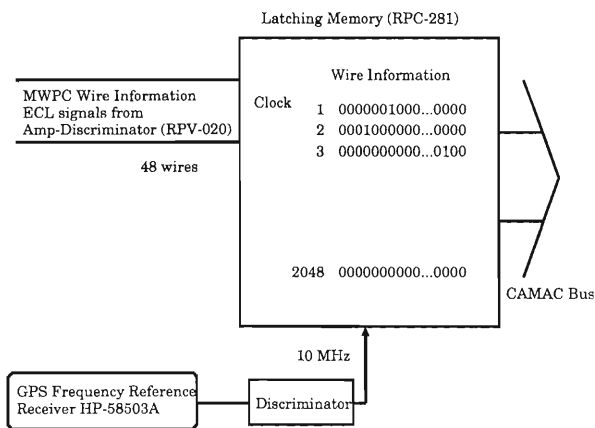 Latching Memory (RPC-281)
Wire Information
MWPC Wire Information
ECL signals from
Amp-Discriminator (RPV-020)
48 wires
Clock
1 0000001000...0000
2 0001000000...0000
3 0000000000...0100
2048 0000000000...0000
CAMAC Bus
10 MHz
GPS Frequency Reference
Receiver HP-58503A
Discriminator